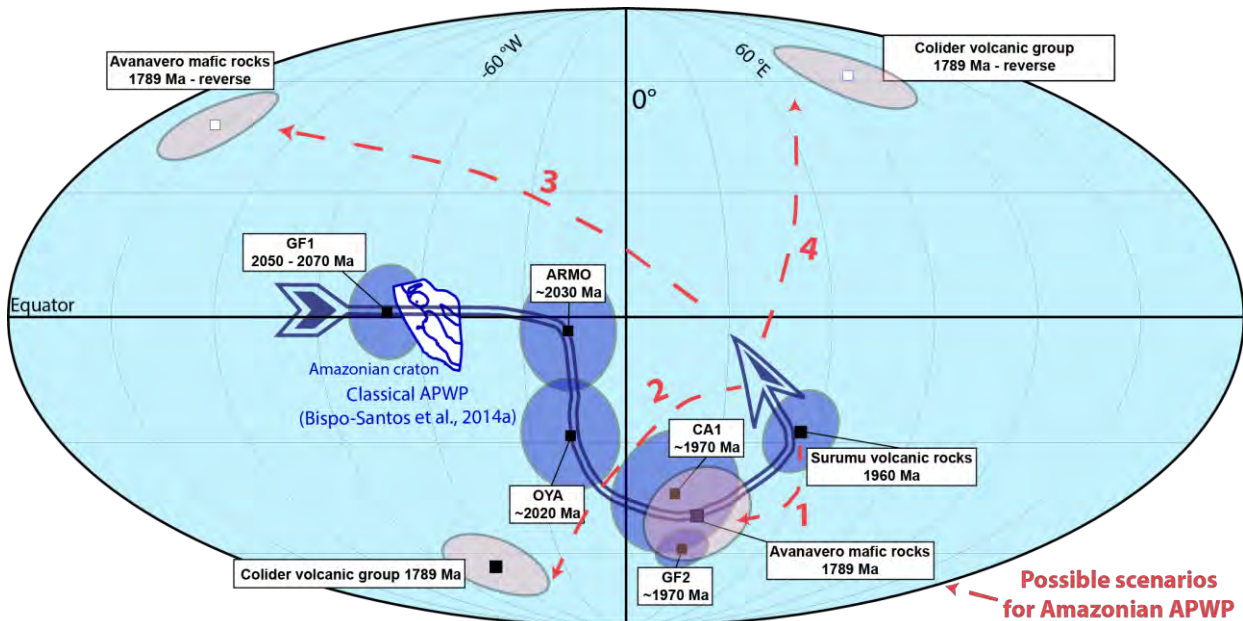 Avanavero mafic rocks
1789 Ma - reverse
-60 °W
60 °E
Colider volcanic group
1789 Ma - reverse
0°
3
4
GF1
2050 - 2070 Ma
ARMO
~2030 Ma
Equator
Amazonian craton
Classical APWP
(Bispo-Santos et al., 2014a)
2
CA1
~1970 Ma
Surumu volcanic rocks
1960 Ma
OYA
~2020 Ma
1
Avanavero mafic rocks
1789 Ma
Colider volcanic group 1789 Ma
GF2
~1970 Ma
Possible scenarios
for Amazonian APWP